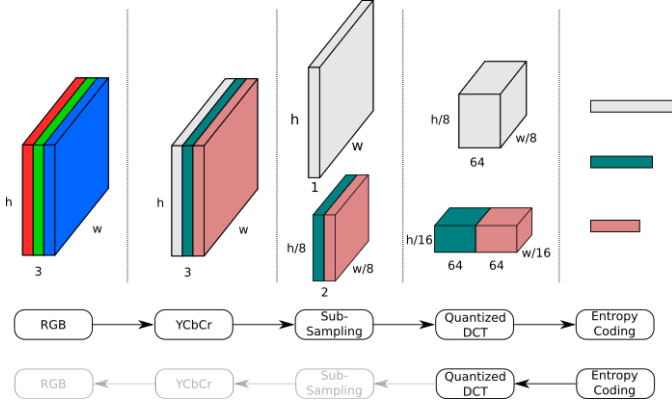 h
w
3
h
w
3
h
w
1
h/8
w/8
2
h/8
w/8
64
h/16
w/16
64
64
RGB
YCbCr
Sub-
Sampling
Quantized
DCT
Entropy
Coding
RGB
YCbCr
Sub-
Sampling
Quantized
DCT
Entropy
Coding